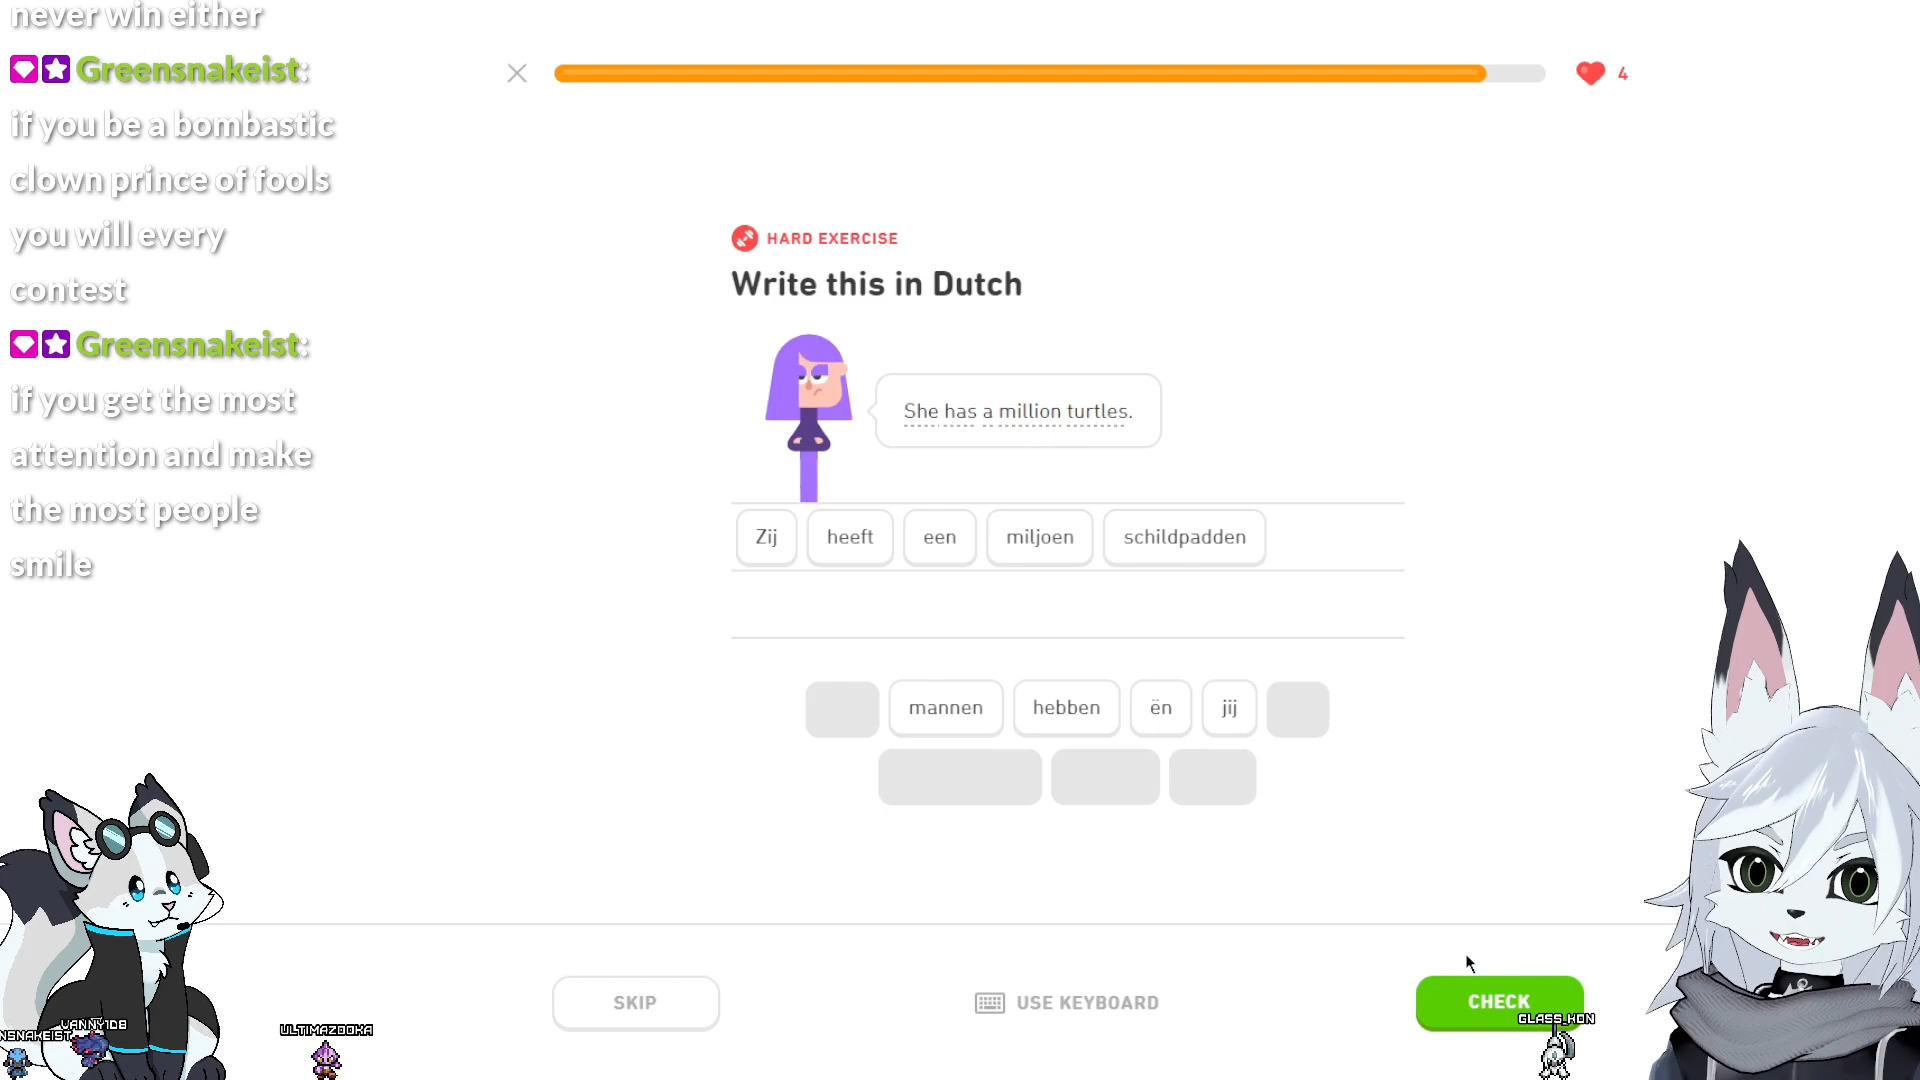 never win either
Greensnakeist:
if you be a bombastic
clown prince of fools
you will every
contest
Greensnakeist:
if you get the most
attention and make
the most people
smile
4
HARD EXERCISE
Write this in Dutch
She has a million turtles.
Zij heeft een miljoen schildpadden
mannen hebben ën jij
SKIP
USE KEYBOARD
CHECK
NSNAKEIST
VANNY1DB
ULTIMAZOOKA
GLASS_KON